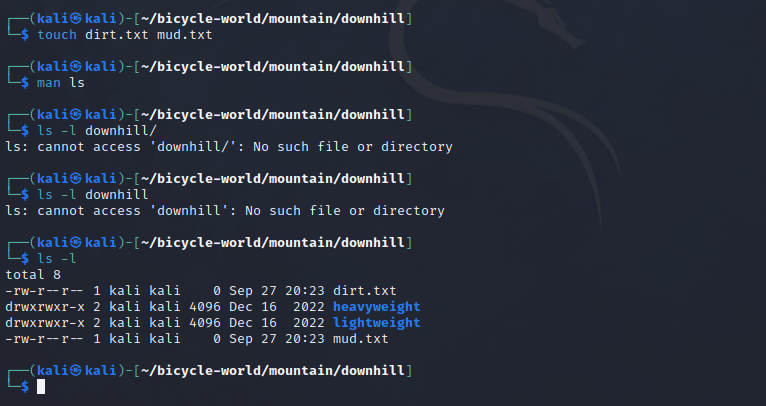 ┌──(kali㉿kali)-[~/bicycle-world/mountain/downhill]
└─$ touch dirt.txt mud.txt
┌──(kali㉿kali)-[~/bicycle-world/mountain/downhill]
└─$ man ls
┌──(kali㉿kali)-[~/bicycle-world/mountain/downhill]
└─$ ls -l downhill/
ls: cannot access 'downhill/': No such file or directory
┌──(kali㉿kali)-[~/bicycle-world/mountain/downhill]
└─$ ls -l downhill
ls: cannot access 'downhill': No such file or directory
┌──(kali㉿kali)-[~/bicycle-world/mountain/downhill]
└─$ ls -l
total 8
-rw-r--r-- 1 kali kali    0 Sep 27 20:23 dirt.txt
drwxrwxr-x 2 kali kali 4096 Dec 16  2022 heavyweight
drwxrwxr-x 2 kali kali 4096 Dec 16  2022 lightweight
-rw-r--r-- 1 kali kali    0 Sep 27 20:23 mud.txt
┌──(kali㉿kali)-[~/bicycle-world/mountain/downhill]
└─$